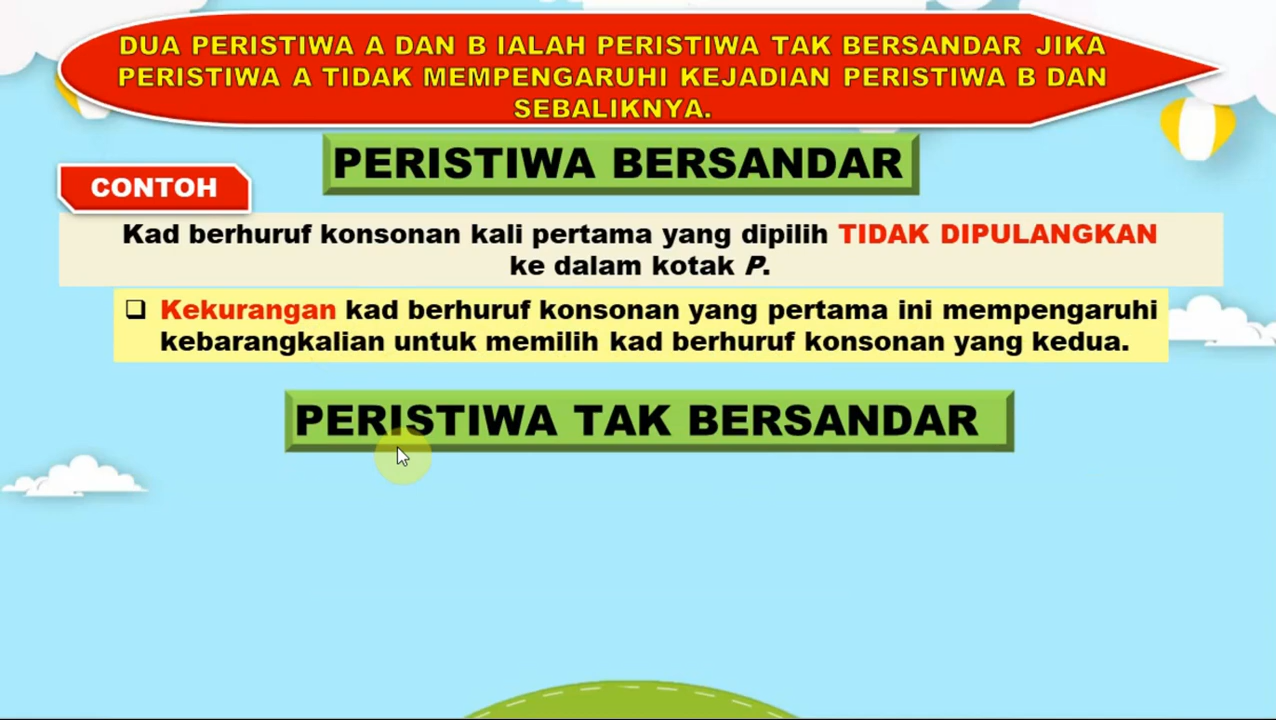 DUA PERISTIWA A DAN B IALAH PERISTIWA TAK BERSANDAR JIKA
PERISTIWA A TIDAK MEMPENGARUHI KEJADIAN PERISTIWA B DAN
SEBALIKNYA.
PERISTIWA BERSANDAR
CONTOH
Kad berhuruf konsonan kali pertama yang dipilih TIDAK DIPULANGKAN
ke dalam kotak P.
❑ Kekurangan kad berhuruf konsonan yang pertama ini mempengaruhi
kebarangkalian untuk memilih kad berhuruf konsonan yang kedua.
PERISTIWA TAK BERSANDAR